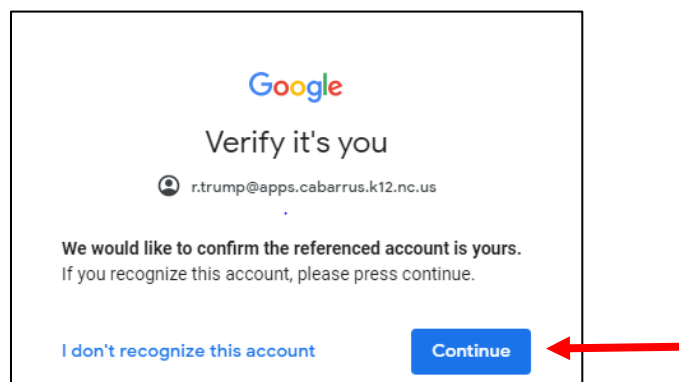 Google
Verify it's you
r.trump@apps.cabarrus.k12.nc.us
We would like to confirm the referenced account is yours.
If you recognize this account, please press continue.
I don't recognize this account
Continue